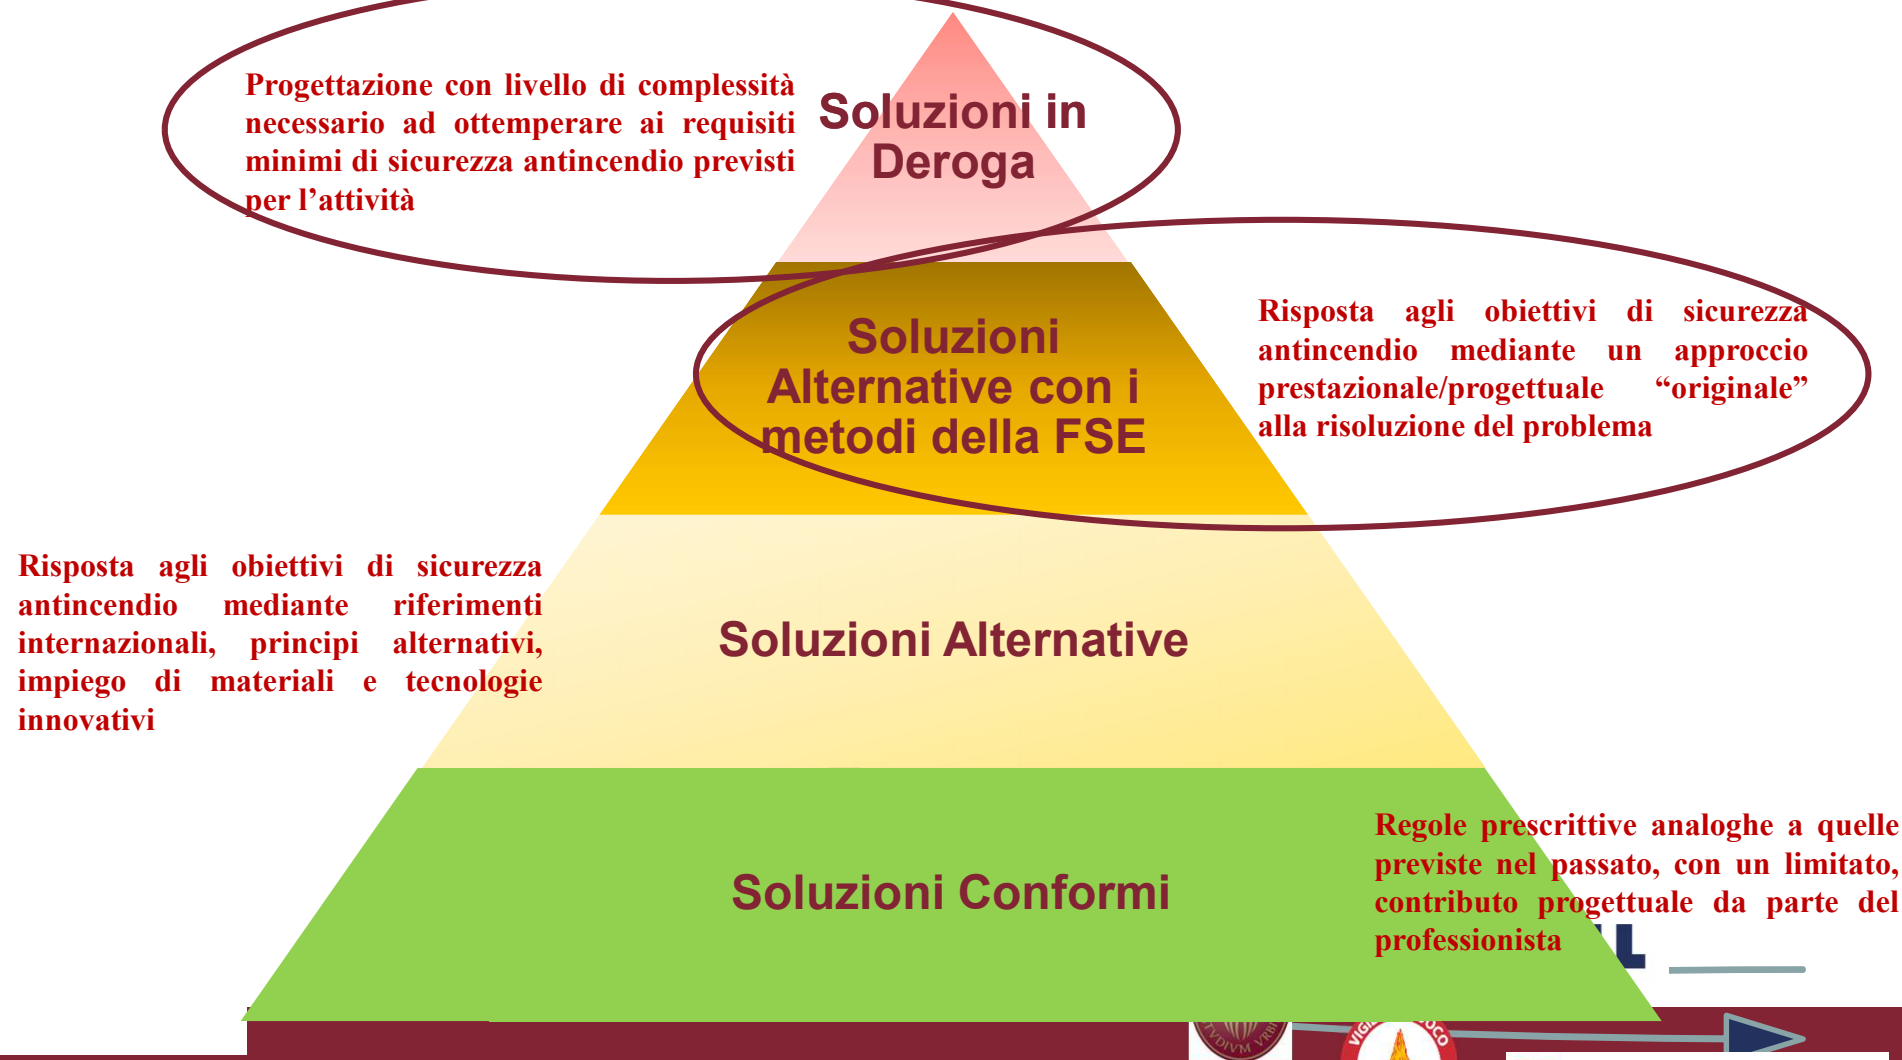 Progettazione con livello di complessità
necessario ad ottemperare ai requisiti
minimi di sicurezza antincendio previsti
per l’attività
Soluzioni in
Deroga
Soluzioni
Alternative con i
metodi della FSE
Risposta agli obiettivi di sicurezza
antincendio mediante un approccio
prestazionale/progettuale “originale”
alla risoluzione del problema
Risposta agli obiettivi di sicurezza
antincendio mediante riferimenti
internazionali, principi alternativi,
impiego di materiali e tecnologie
innovativi
Soluzioni Alternative
Soluzioni Conformi
Regole prescrittive analoghe a quelle
previste nel passato, con un limitato,
contributo progettuale da parte del
professionista